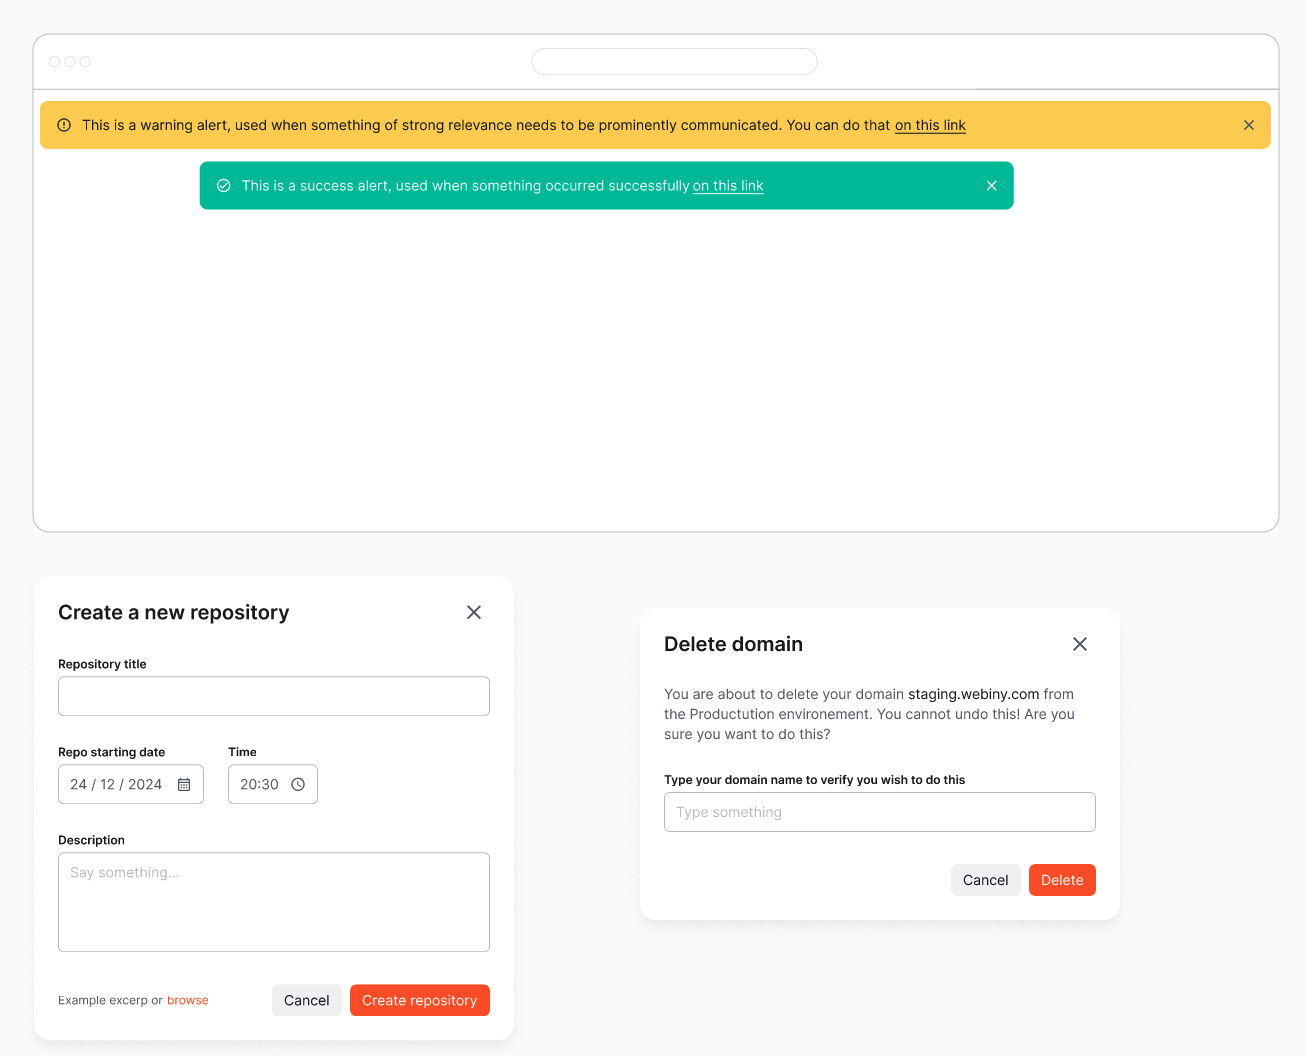 This is a warning alert, used when something of strong relevance needs to be prominently communicated. You can do that on this link
This is a success alert, used when something occurred successfully on this link
Create a new repository
Repository title
Repo starting date
Time
24 / 12 / 2024
20:30
Description
Say something...
Example excerp or browse
Cancel
Create repository
Delete domain
You are about to delete your domain staging.webiny.com from
the Productution environement. You cannot undo this! Are you
sure you want to do this?
Type your domain name to verify you wish to do this
Type something
Cancel
Delete